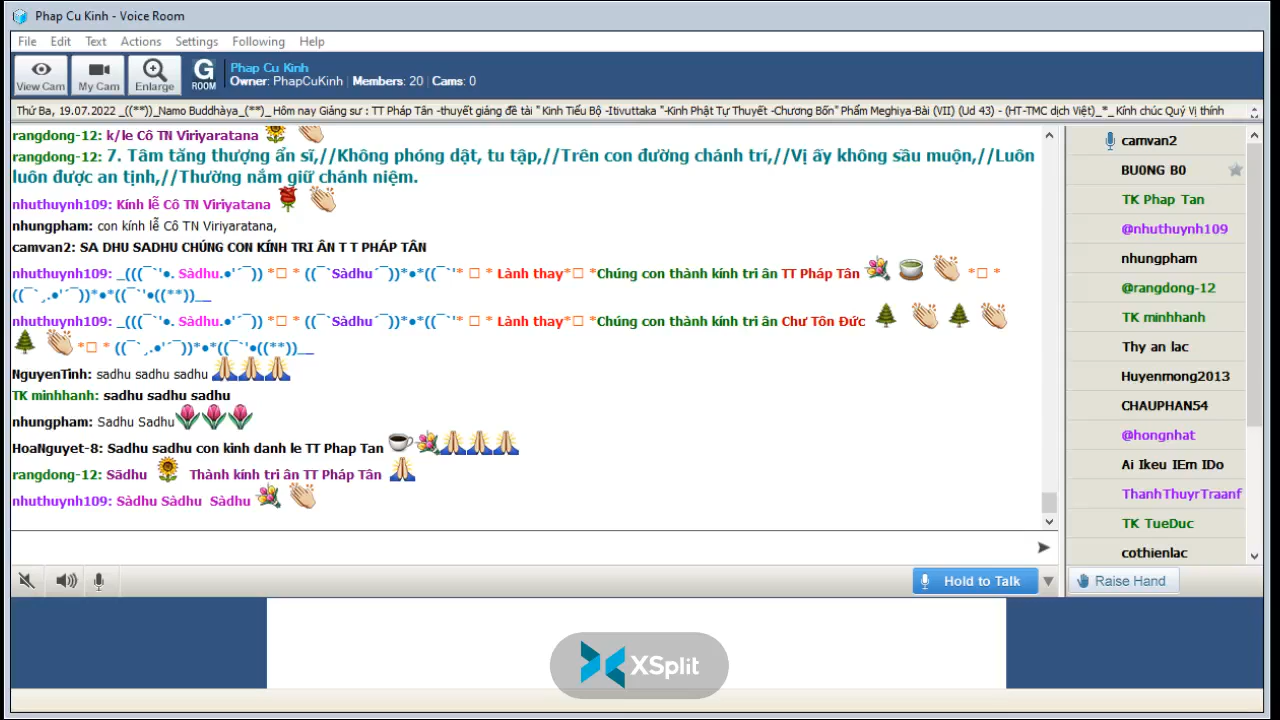 Phap Cu Kinh - Voice Room
File Edit Text Actions Settings Following Help
View Cam
My Cam
Enlarge
G
ROOM
Phap Cu Kinh
Owner: PhapCuKinh | Members: 20 | Cams: 0
Thứ Ba, 19.07.2022 _((**))_Namo Buddhàya_(**)_ Hôm nay Giảng sư : TT Pháp Tân -thuyết giảng đề tài " Kinh Tiểu Bộ -Itivuttaka "-Kinh Phật Tự Thuyết -Chương Bốn" Phẩm Meghiya-Bài (VII) (Ud 43) - (HT-TMC dịch Việt)_*_ Kính chúc Quý Vị thính
rangdong-12: k/le Cô TN Viriyaratana
rangdong-12: 7. Tâm tăng thượng ẩn sĩ,//Không phóng dật, tu tập,//Trên con đường chánh trí,//Vị ấy không sầu muộn,//Luôn
luôn được an tịnh,//Thường nắm giữ chánh niệm.
nhuthuynh109: Kính lễ Cô TN Viriyatana
nhungpham: con kính lễ Cô TN Viriyaratana,
camvan2: SA DHU SADHU CHÚNG CON KÍNH TRI ÂN T T PHÁP TÂN
nhuthuynh109: _(((¯`'●. Sàdhu.●'´¯)) *□ * ((¯`Sàdhu´¯))*●*((¯`'* □ * Lành thay*□ *Chúng con thành kính tri ân TT Pháp Tân *□ *
((¯`¸.●'´¯))*●*((¯`'●((**))__
nhuthuynh109: _(((¯`'●. Sàdhu.●'´¯)) *□ * ((¯`Sàdhu´¯))*●*((¯`'* □ * Lành thay*□ *Chúng con thành kính tri ân Chư Tôn Đức
*□ * ((¯`¸.●'´¯))*●*((¯`'●((**))__
NguyenTinh: sadhu sadhu sadhu
TK minhhanh: sadhu sadhu sadhu
nhungpham: Sadhu Sadhu
HoaNguyet-8: Sadhu sadhu con kinh danh le TT Phap Tan
rangdong-12: Sādhu Thành kính tri ân TT Pháp Tân
nhuthuynh109: Sàdhu Sàdhu Sàdhu
Hold to Talk
camvan2
BU0NG B0
TK Phap Tan
@nhuthuynh109
nhungpham
@rangdong-12
TK minhhanh
Thy an lac
Huyenmong2013
CHAUPHAN54
@hongnhat
Ai Ikeu IEm IDo
ThanhThuyrTraanf
TK TueDuc
cothienlac
Raise Hand
XSplit